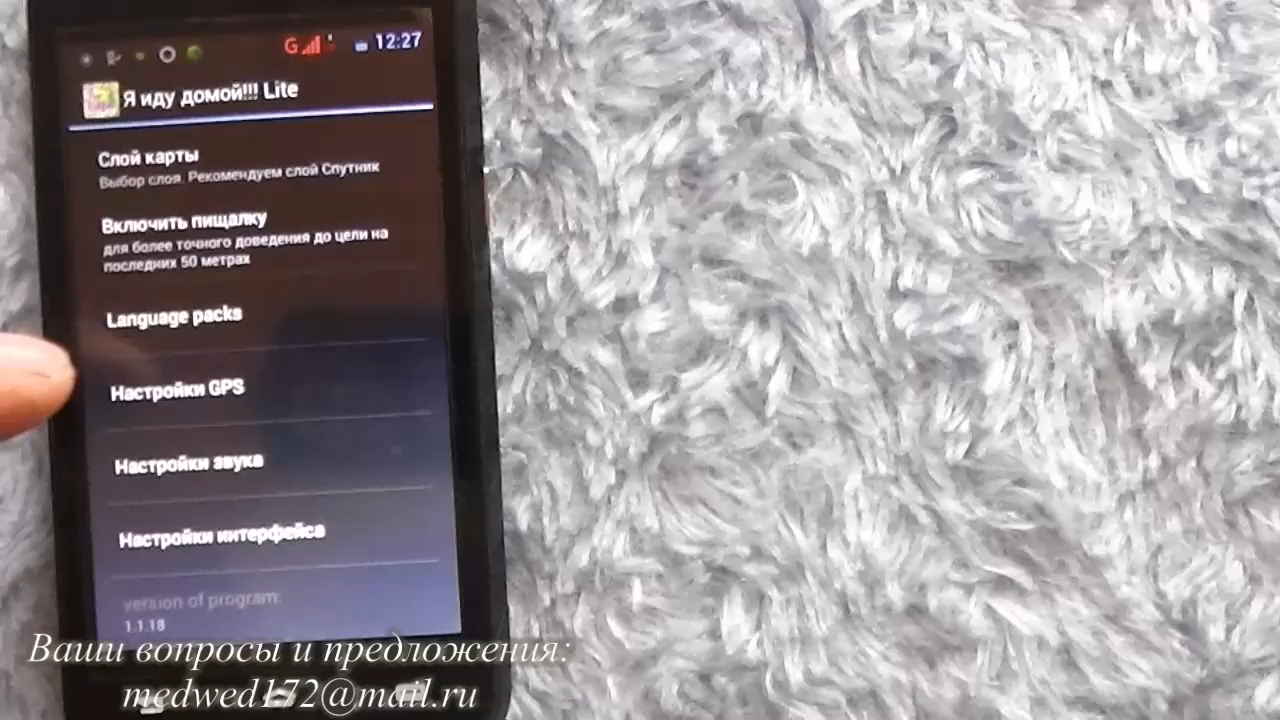 G 12:27
Я иду домой!!! Lite
Слой карты
Выбор слоя. Рекомендуем слой Спутник
Включить пищалку
для более точного доведения до цели на
последних 50 метрах
Language packs
Настройки GPS
Настройки звука
Настройки интерфейса
version of program:
1.1.18
Ваши вопросы и предложения:
medwed172@mail.ru